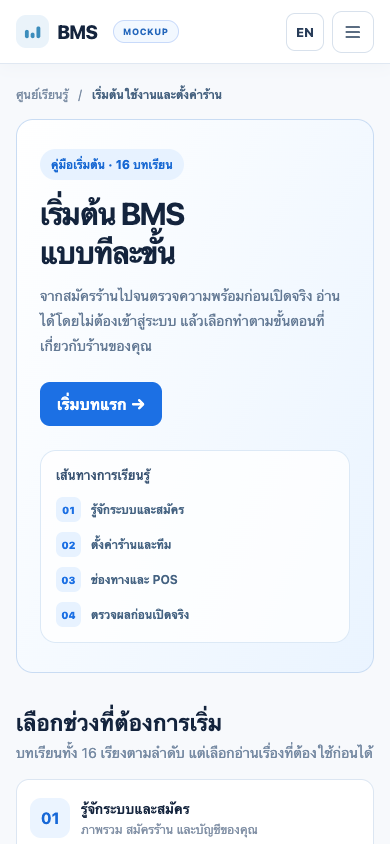 BMS
MOCKUP
EN
ศูนย์เรียนรู้ / เริ่มต้นใช้งานและตั้งค่าร้าน
คู่มือเริ่มต้น · 16 บทเรียน
เริ่มต้น BMS
แบบทีละขั้น
จากสมัครร้านไปจนตรวจความพร้อมก่อนเปิดจริง อ่าน
ได้โดยไม่ต้องเข้าสู่ระบบ แล้วเลือกทำตามขั้นตอนที่
เกี่ยวกับร้านของคุณ
เริ่มบทแรก →
เส้นทางการเรียนรู้
01 รู้จักระบบและสมัคร
02 ตั้งค่าร้านและทีม
03 ช่องทางและ POS
04 ตรวจผลก่อนเปิดจริง
เลือกช่วงที่ต้องการเริ่ม
บทเรียนทั้ง 16 เรียงตามลำดับ แต่เลือกอ่านเรื่องที่ต้องใช้ก่อนได้
01 รู้จักระบบและสมัคร
ภาพรวม สมัครร้าน และบัญชีของคุณ